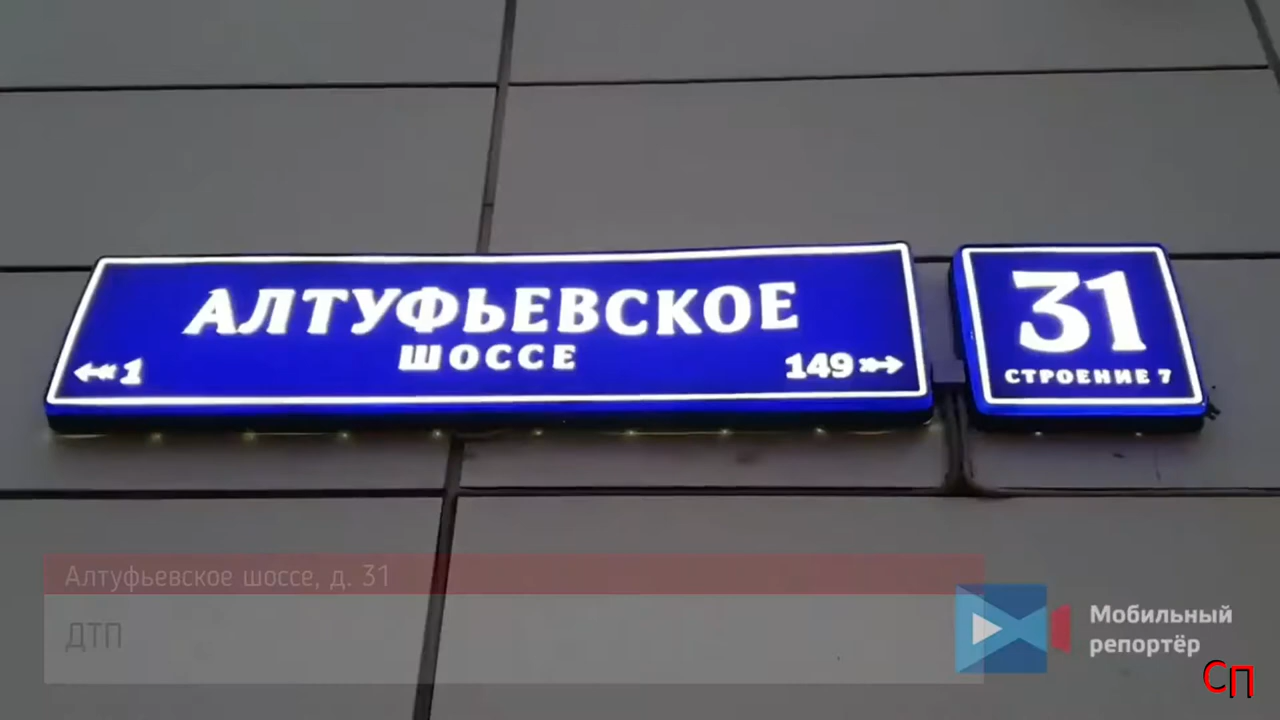 АЛТУФЬЕВСКОЕ
ШОССЕ
1
149
31
СТРОЕНИЕ 7
Алтуфьевское шоссе, д. 31
ДТП
Мобильный
репортёр
СП